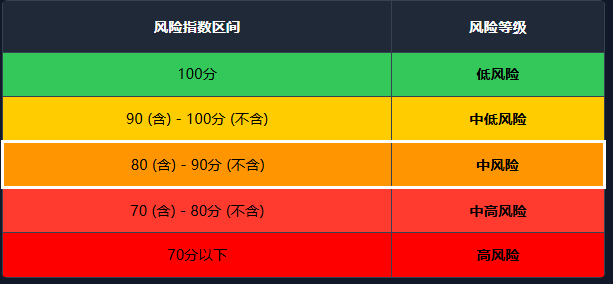 风险指数区间 风险等级
100分 低风险
90 (含) - 100分 (不含) 中低风险
80 (含) - 90分 (不含) 中风险
70 (含) - 80分 (不含) 中高风险
70分以下 高风险